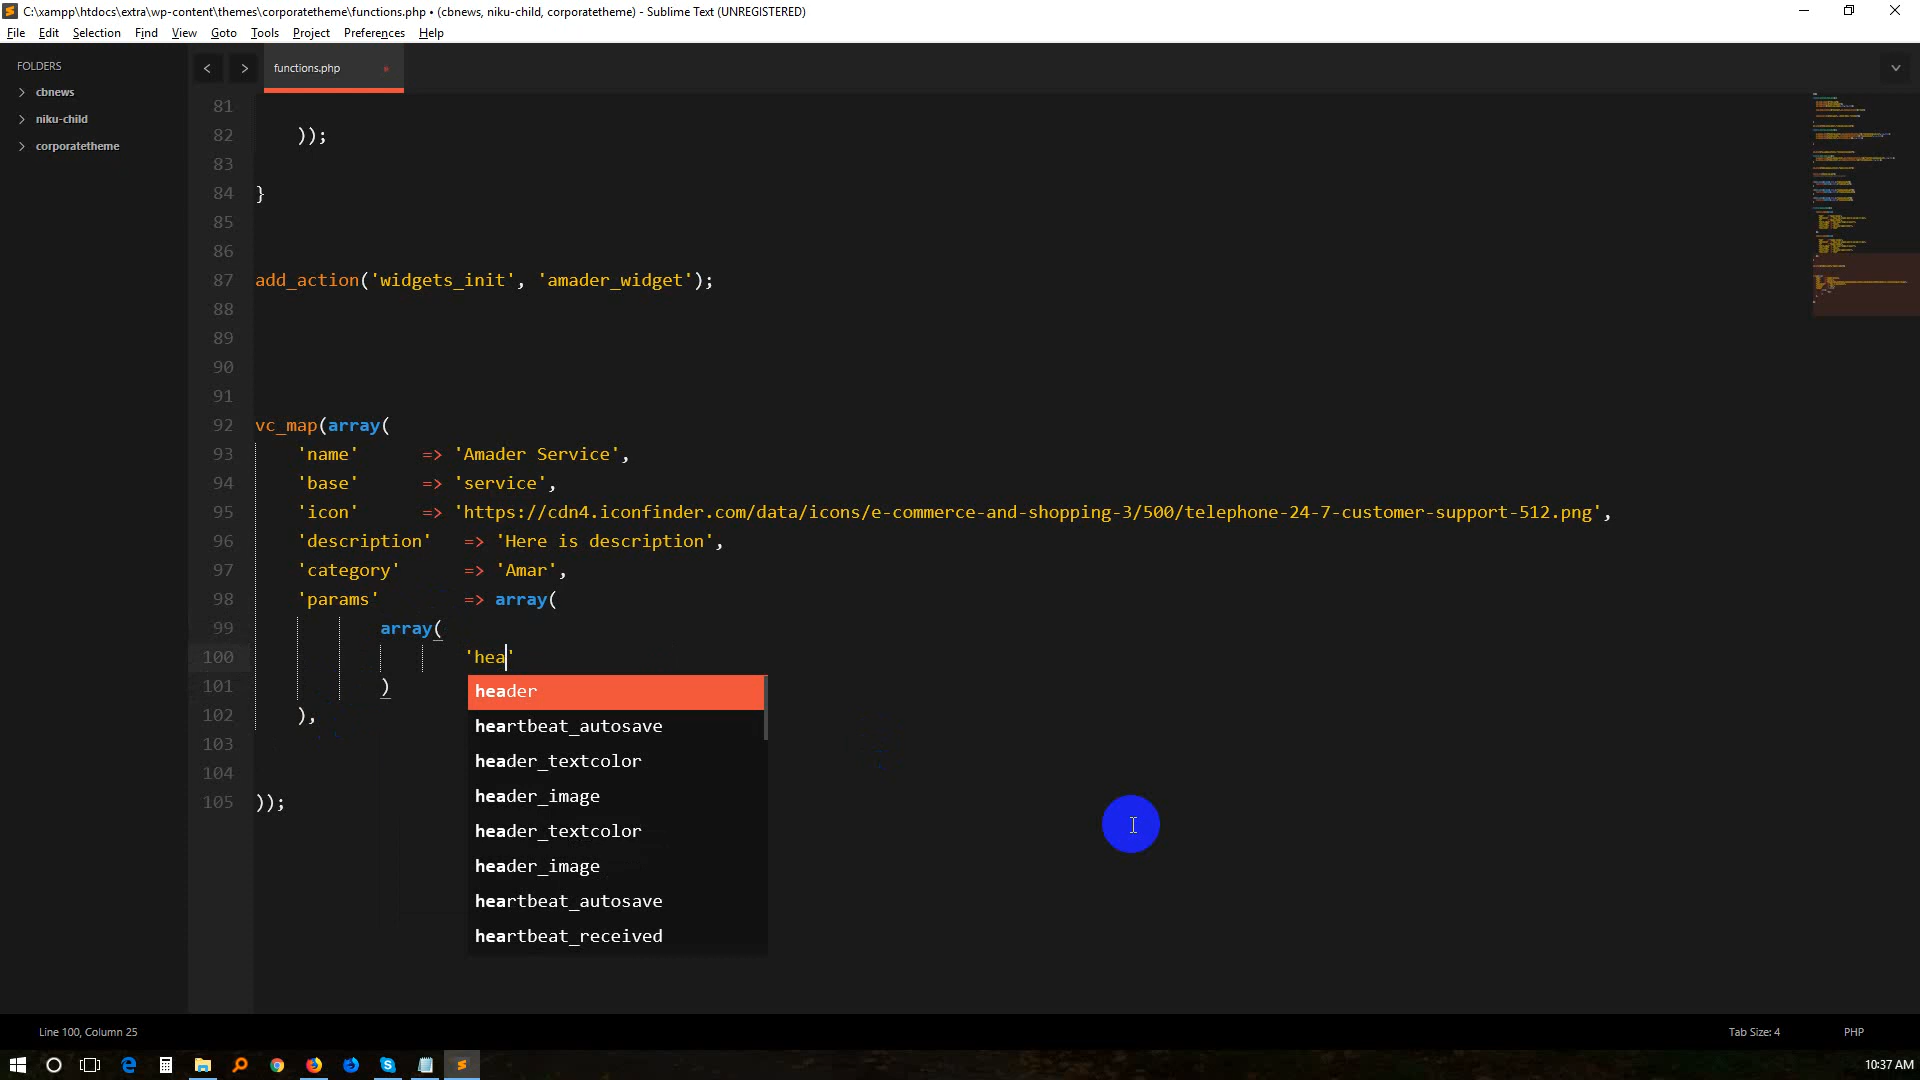 C:\xampp\htdocs\extra\wp-content\themes\corporatetheme\functions.php • (cbnews, niku-child, corporatetheme) - Sublime Text (UNREGISTERED)
File Edit Selection Find View Goto Tools Project Preferences Help
FOLDERS
cbnews
niku-child
corporatetheme
functions.php
81
82 ));
83
84 }
85
86
87 add_action('widgets_init', 'amader_widget');
88
89
90
91
92 vc_map(array(
93 'name' => 'Amader Service',
94 'base' => 'service',
95 'icon' => 'https://cdn4.iconfinder.com/data/icons/e-commerce-and-shopping-3/500/telephone-24-7-customer-support-512.png',
96 'description' => 'Here is description',
97 'category' => 'Amar',
98 'params' => array(
99 array(
100 'hea'
101 )
102 ),
103
104
105 ));
header
heartbeat_autosave
header_textcolor
header_image
header_textcolor
header_image
heartbeat_autosave
heartbeat_received
Line 100, Column 25
Tab Size: 4
PHP
10:37 AM